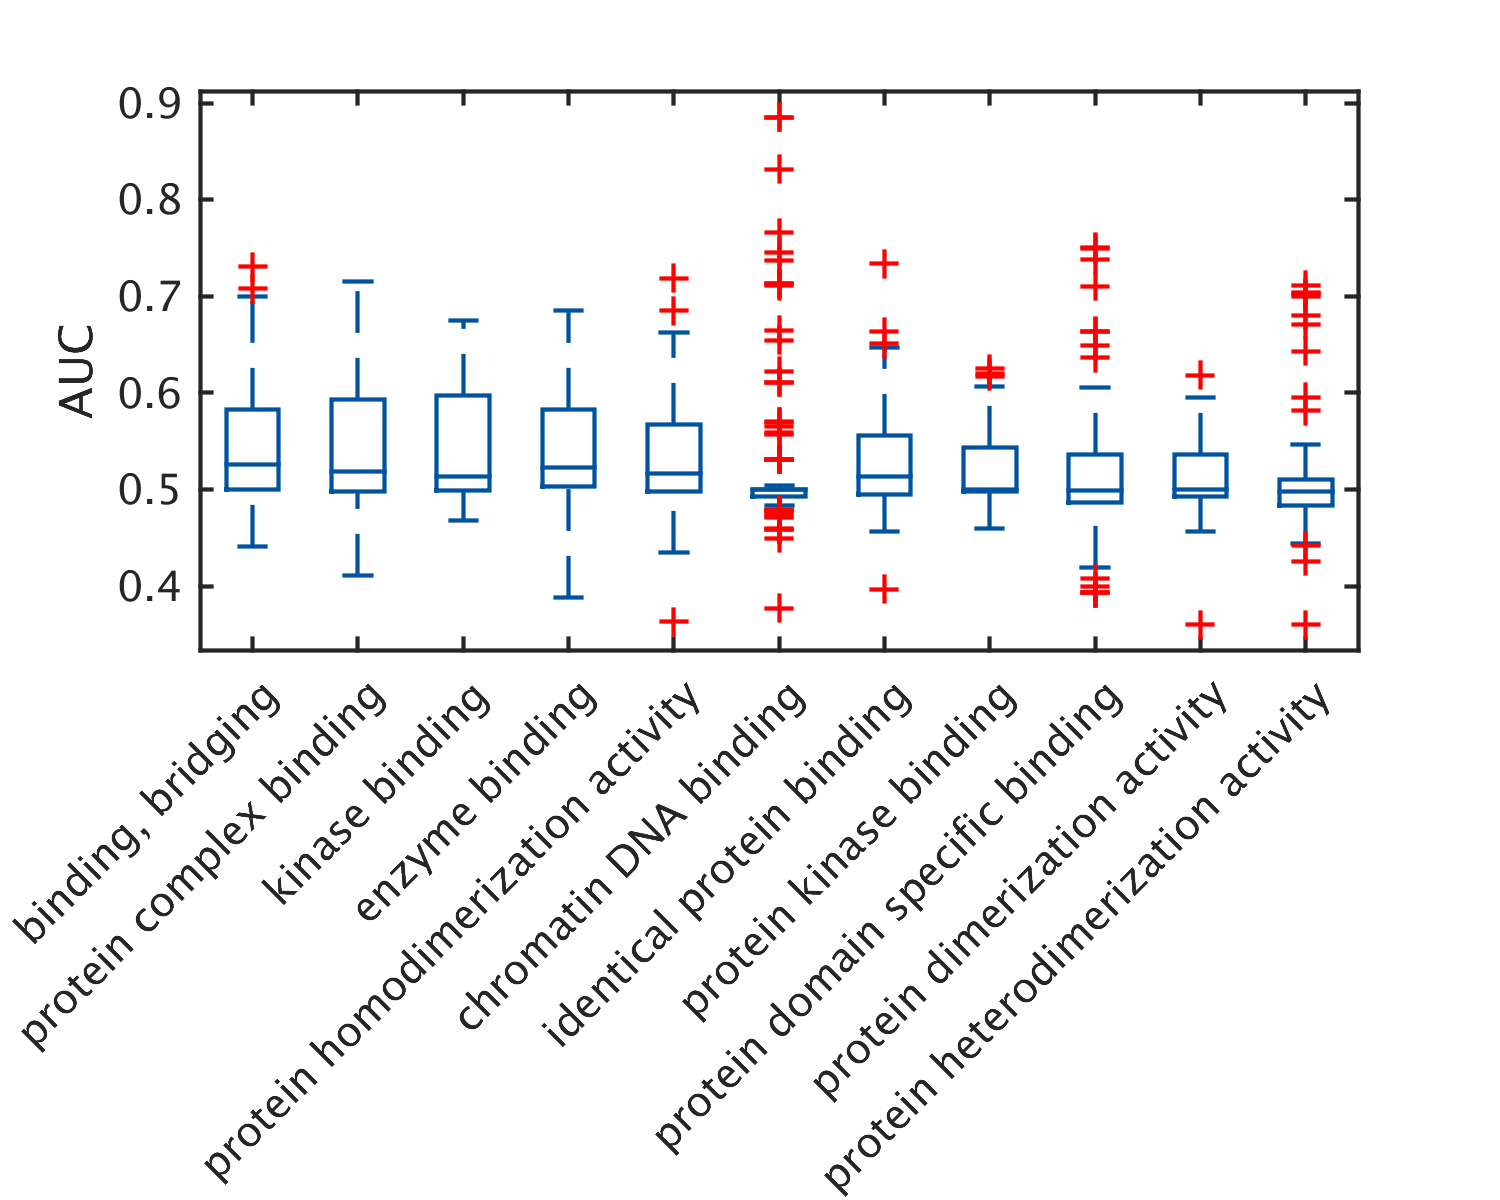 0.9
0.8
0.7
0.6
0.5
0.4
AUC
binding, bridging
protein complex binding
kinase binding
enzyme binding
protein homodimerization activity
chromatin DNA binding
identical protein binding
protein kinase binding
protein domain specific binding
protein dimerization activity
protein heterodimerization activity